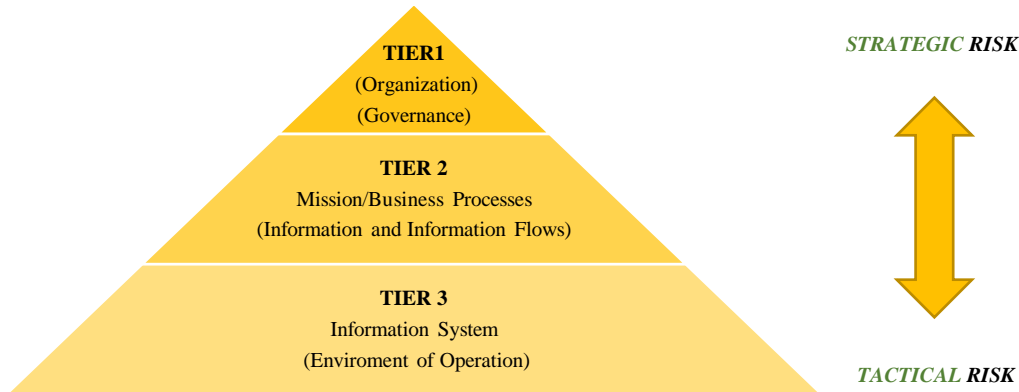 TIER1
(Organization)
(Governance)
TIER 2
Mission/Business Processes
(Information and Information Flows)
TIER 3
Information System
(Enviroment of Operation)
STRATEGIC RISK
TACTICAL RISK